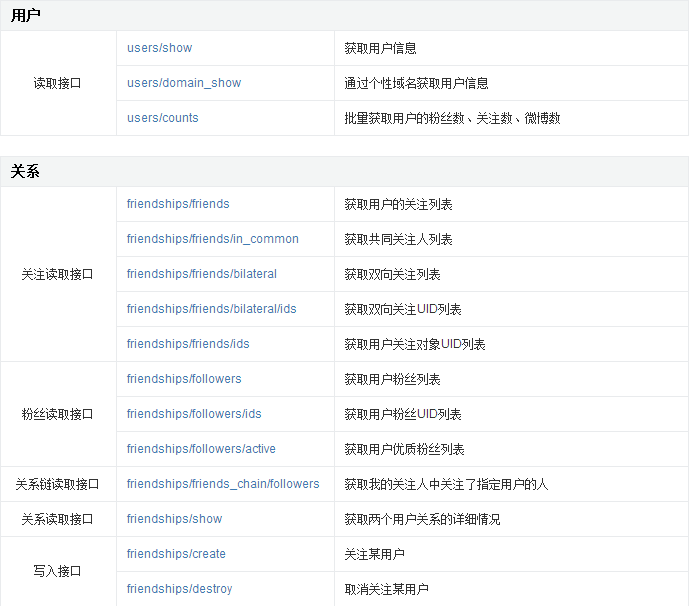 用户
读取接口
users/show
获取用户信息
users/domain_show
通过个性域名获取用户信息
users/counts
批量获取用户的粉丝数、关注数、微博数
关系
关注读取接口
friendships/friends
获取用户的关注列表
friendships/friends/in_common
获取共同关注人列表
friendships/friends/bilateral
获取双向关注列表
friendships/friends/bilateral/ids
获取双向关注UID列表
friendships/friends/ids
获取用户关注对象UID列表
粉丝读取接口
friendships/followers
获取用户粉丝列表
friendships/followers/ids
获取用户粉丝UID列表
friendships/followers/active
获取用户优质粉丝列表
关系链读取接口
friendships/friends_chain/followers
获取我的关注人中关注了指定用户的人
关系读取接口
friendships/show
获取两个用户关系的详细情况
写入接口
friendships/create
关注某用户
friendships/destroy
取消关注某用户